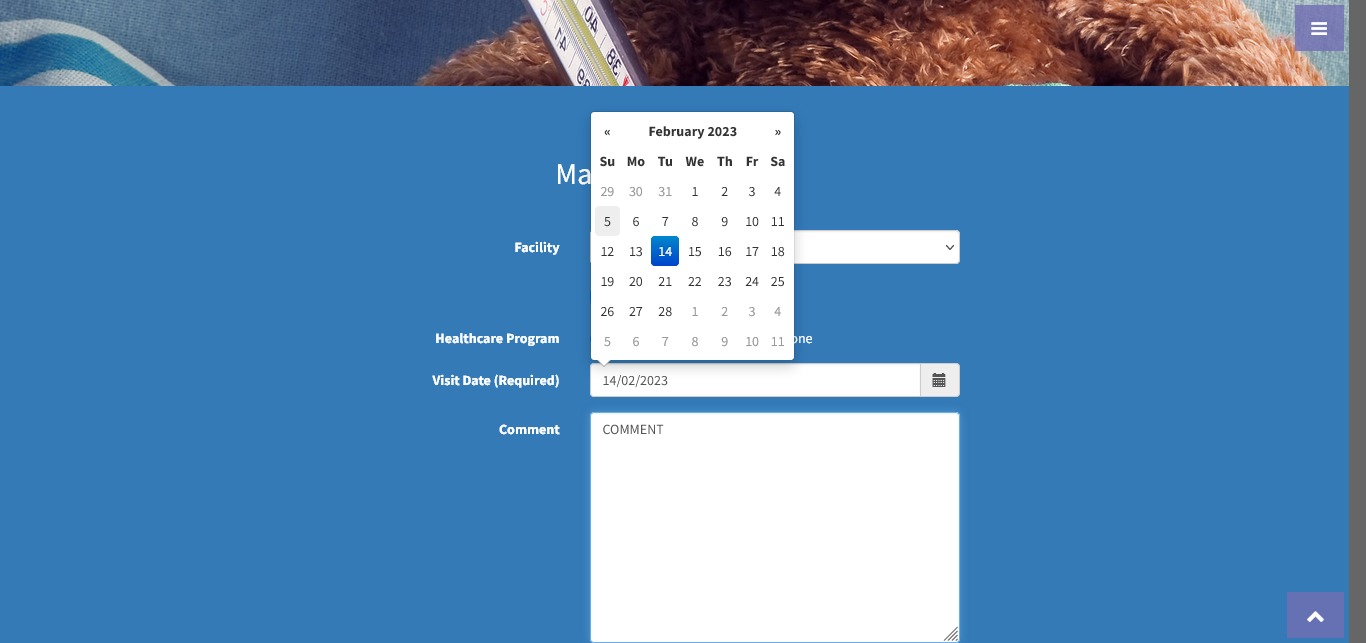 40
41
38
Ma
« February 2023 »
Su Mo Tu We Th Fr Sa
29 30 31 1 2 3 4
5 6 7 8 9 10 11
12 13 14 15 16 17 18
19 20 21 22 23 24 25
26 27 28 1 2 3 4
5 6 7 8 9 10 11
Facility
Healthcare Program
one
Visit Date (Required)
14/02/2023
Comment
COMMENT